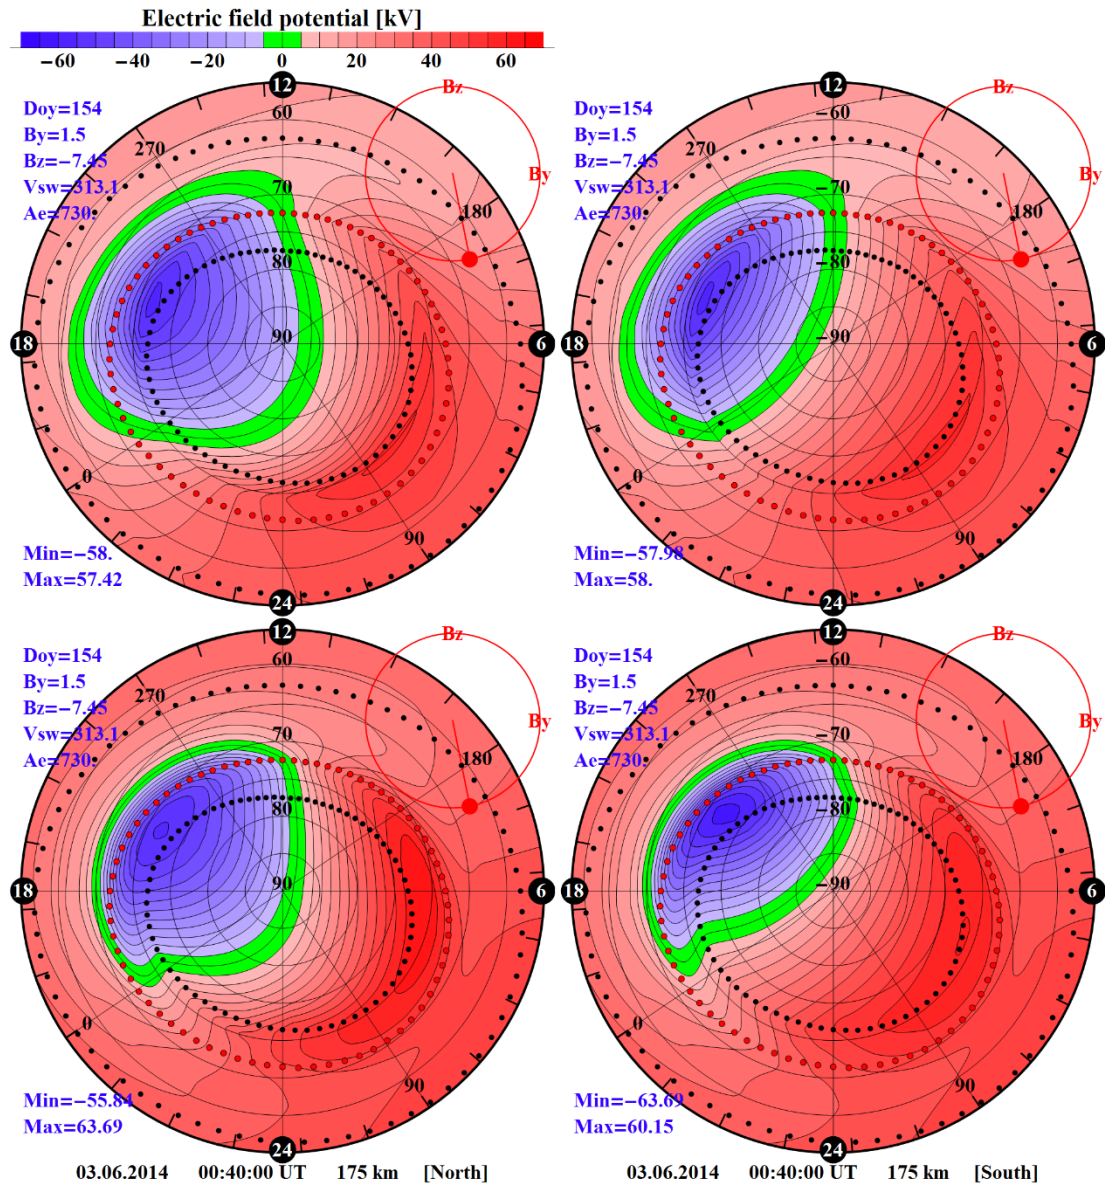 Electric field potential [kV]
−60 −40 −20 0 20 40 60
12
12
Doy=154
By=1.5
Bz=−7.45
Vsw=313.1
Ae=730.
Bz
By
60
70
80
90
270
180
0
90
18
6
24
Min=−58.
Max=57.42
Doy=154
By=1.5
Bz=−7.45
Vsw=313.1
Ae=730.
Bz
By
−60
−70
−80
−90
270
180
0
90
18
6
24
Min=−57.98
Max=58.
12
12
Doy=154
By=1.5
Bz=−7.45
Vsw=313.1
Ae=730.
Bz
By
60
70
80
90
270
180
0
90
18
6
24
Min=−55.84
Max=63.69
Doy=154
By=1.5
Bz=−7.45
Vsw=313.1
Ae=730.
Bz
By
−60
−70
−80
−90
270
180
0
90
18
6
24
Min=−63.69
Max=60.15
03.06.2014 00:40:00 UT 175 km [North]
03.06.2014 00:40:00 UT 175 km [South]